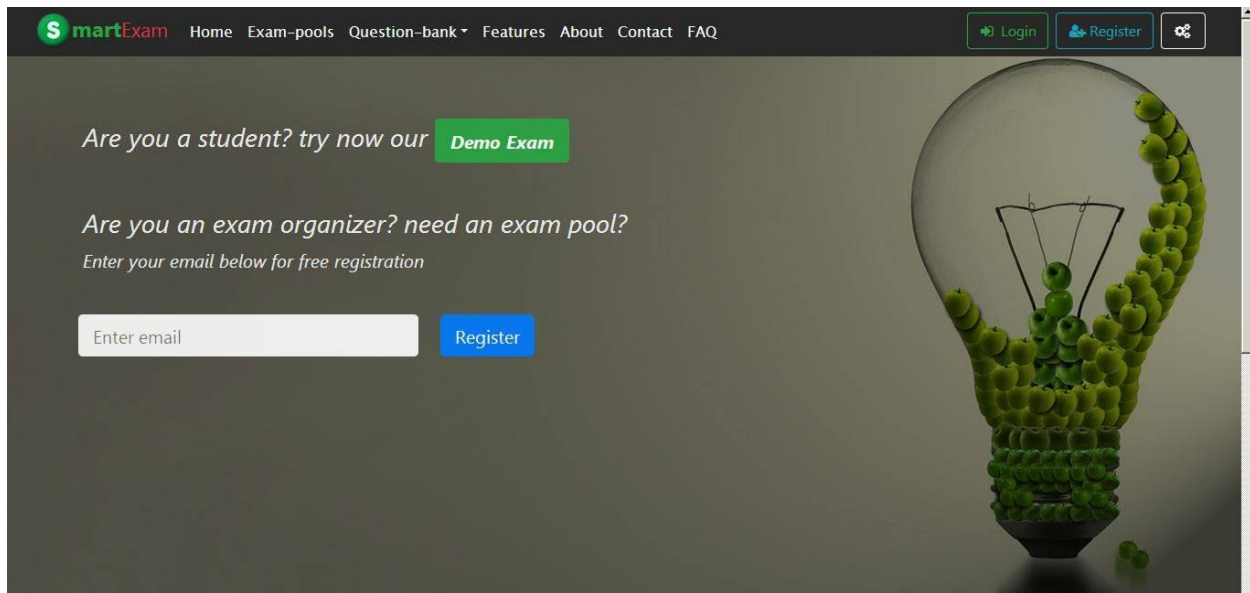 SmartExam Home Exam-pools Question-bank Features About Contact FAQ Login Register
Are you a student? try now our Demo Exam
Are you an exam organizer? need an exam pool?
Enter your email below for free registration
Enter email Register